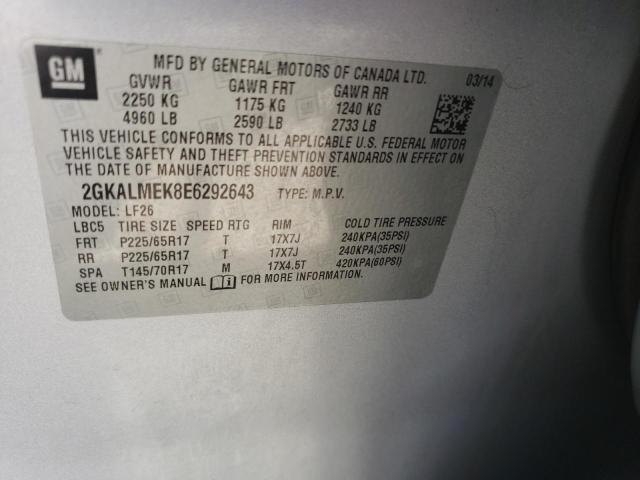 GM
MFD BY GENERAL MOTORS OF CANADA LTD. 03/14
GVWR GAWR FRT GAWR RR
2250 KG 1175 KG 1240 KG
4960 LB 2590 LB 2733 LB
THIS VEHICLE CONFORMS TO ALL APPLICABLE U.S. FEDERAL MOTOR
VEHICLE SAFETY AND THEFT PREVENTION STANDARDS IN EFFECT ON
THE DATE OF MANUFACTURE SHOWN ABOVE.
2GKALMEK8E6292643 TYPE: M.P.V.
MODEL: LF26
LBC5 TIRE SIZE SPEED RTG RIM COLD TIRE PRESSURE
FRT P225/65R17 T 17X7J 240KPA(35PSI)
RR P225/65R17 T 17X7J 240KPA(35PSI)
SPA T145/70R17 M 17X4.5T 420KPA(60PSI)
SEE OWNER'S MANUAL FOR MORE INFORMATION.